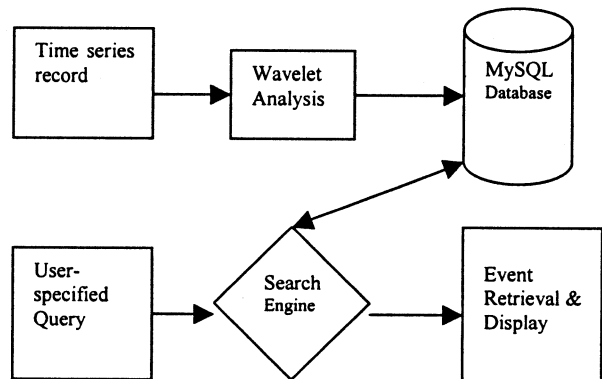 Time series
record
Wavelet
Analysis
MySQL
Database
User-
specified
Query
Search
Engine
Event
Retrieval &
Display